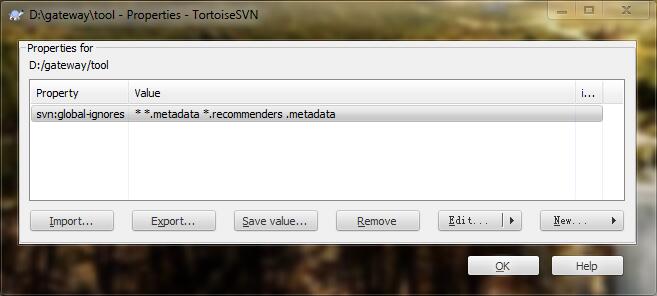 D:\gateway\tool - Properties - TortoiseSVN
Properties for
D:/gateway/tool
Property Value i...
svn:global-ignores * *.metadata *.recommenders .metadata
Import... Export... Save value... Remove Edit... New...
OK Help